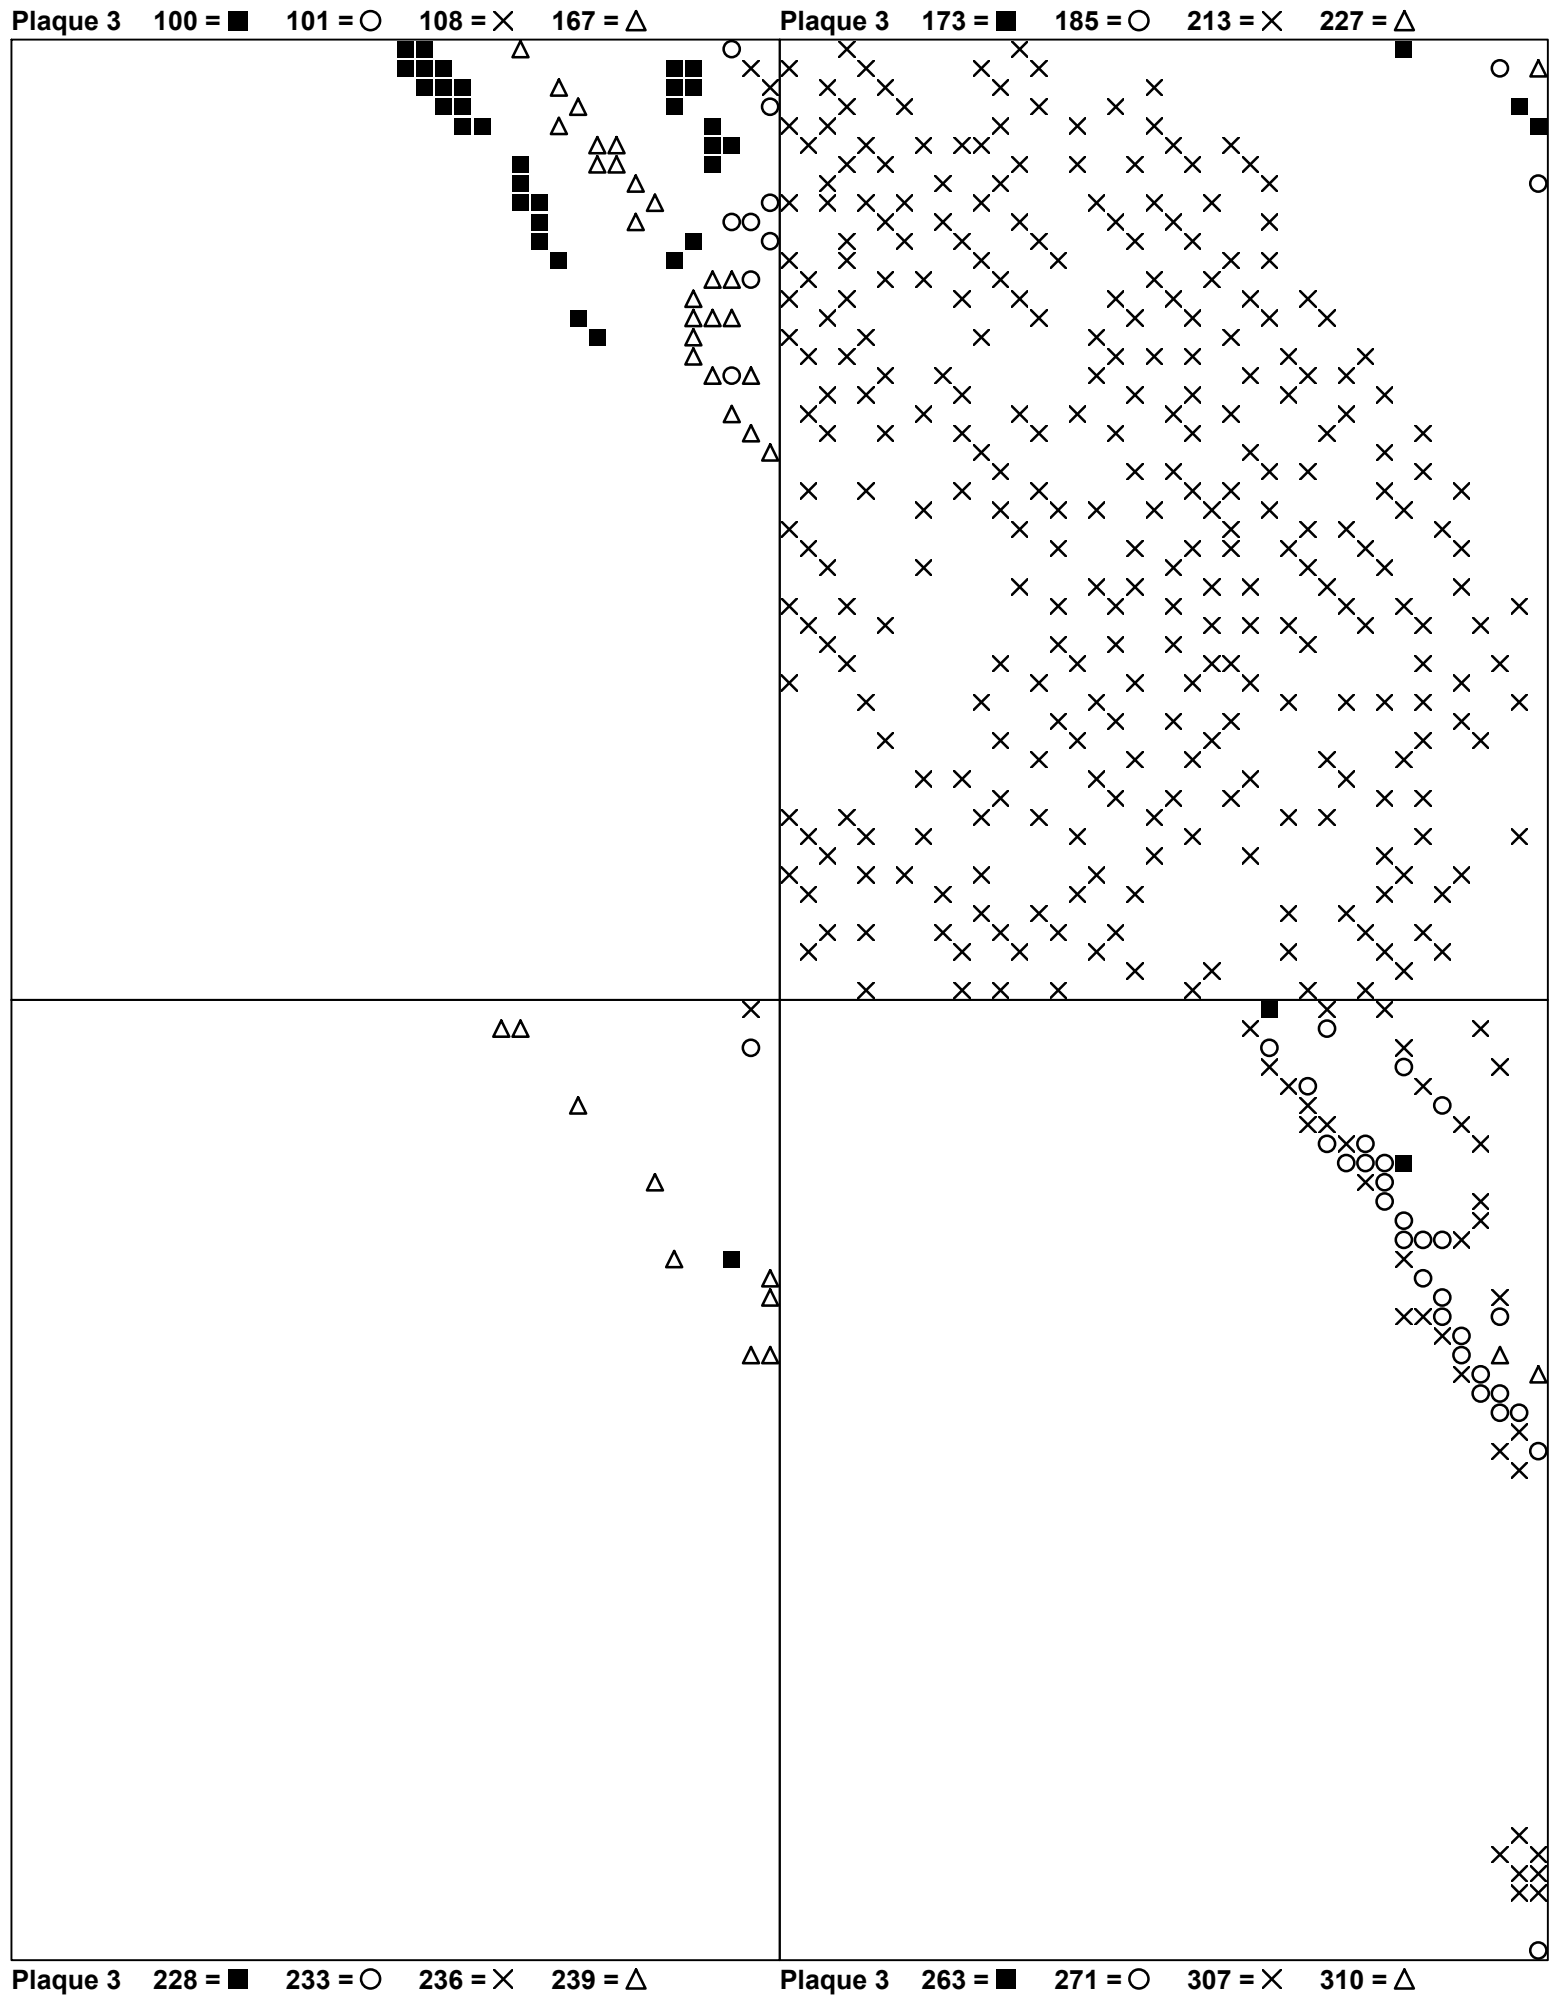 Plaque 3 100 = ■ 101 = ○ 108 = × 167 = △
Plaque 3 173 = ■ 185 = ○ 213 = × 227 = △
Plaque 3 228 = ■ 233 = ○ 236 = × 239 = △
Plaque 3 263 = ■ 271 = ○ 307 = × 310 = △